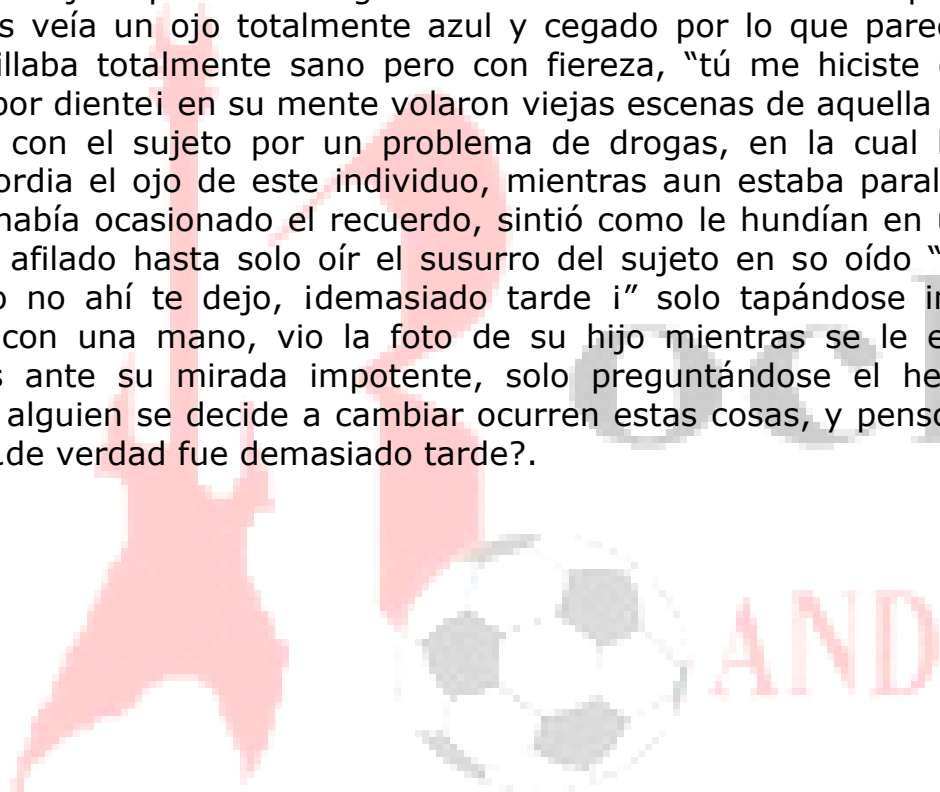 s veía un ojo totalmente azul y cegado por lo que pare
illaba totalmente sano pero con fiereza, “tú me hiciste
por dientei en su mente volaron viejas escenas de aquella
con el sujeto por un problema de drogas, en la cual
ordia el ojo de este individuo, mientras aun estaba paral
había ocasionado el recuerdo, sintió como le hundían en
afilado hasta solo oír el susurro del sujeto en so oído “
o no ahí te dejo, ¡demasiado tarde i” solo tapándose i
con una mano, vio la foto de su hijo mientras se le e
s ante su mirada impotente, solo preguntándose el he
alguien se decide a cambiar ocurren estas cosas, y penso
¿de verdad fue demasiado tarde?.
OC
AND